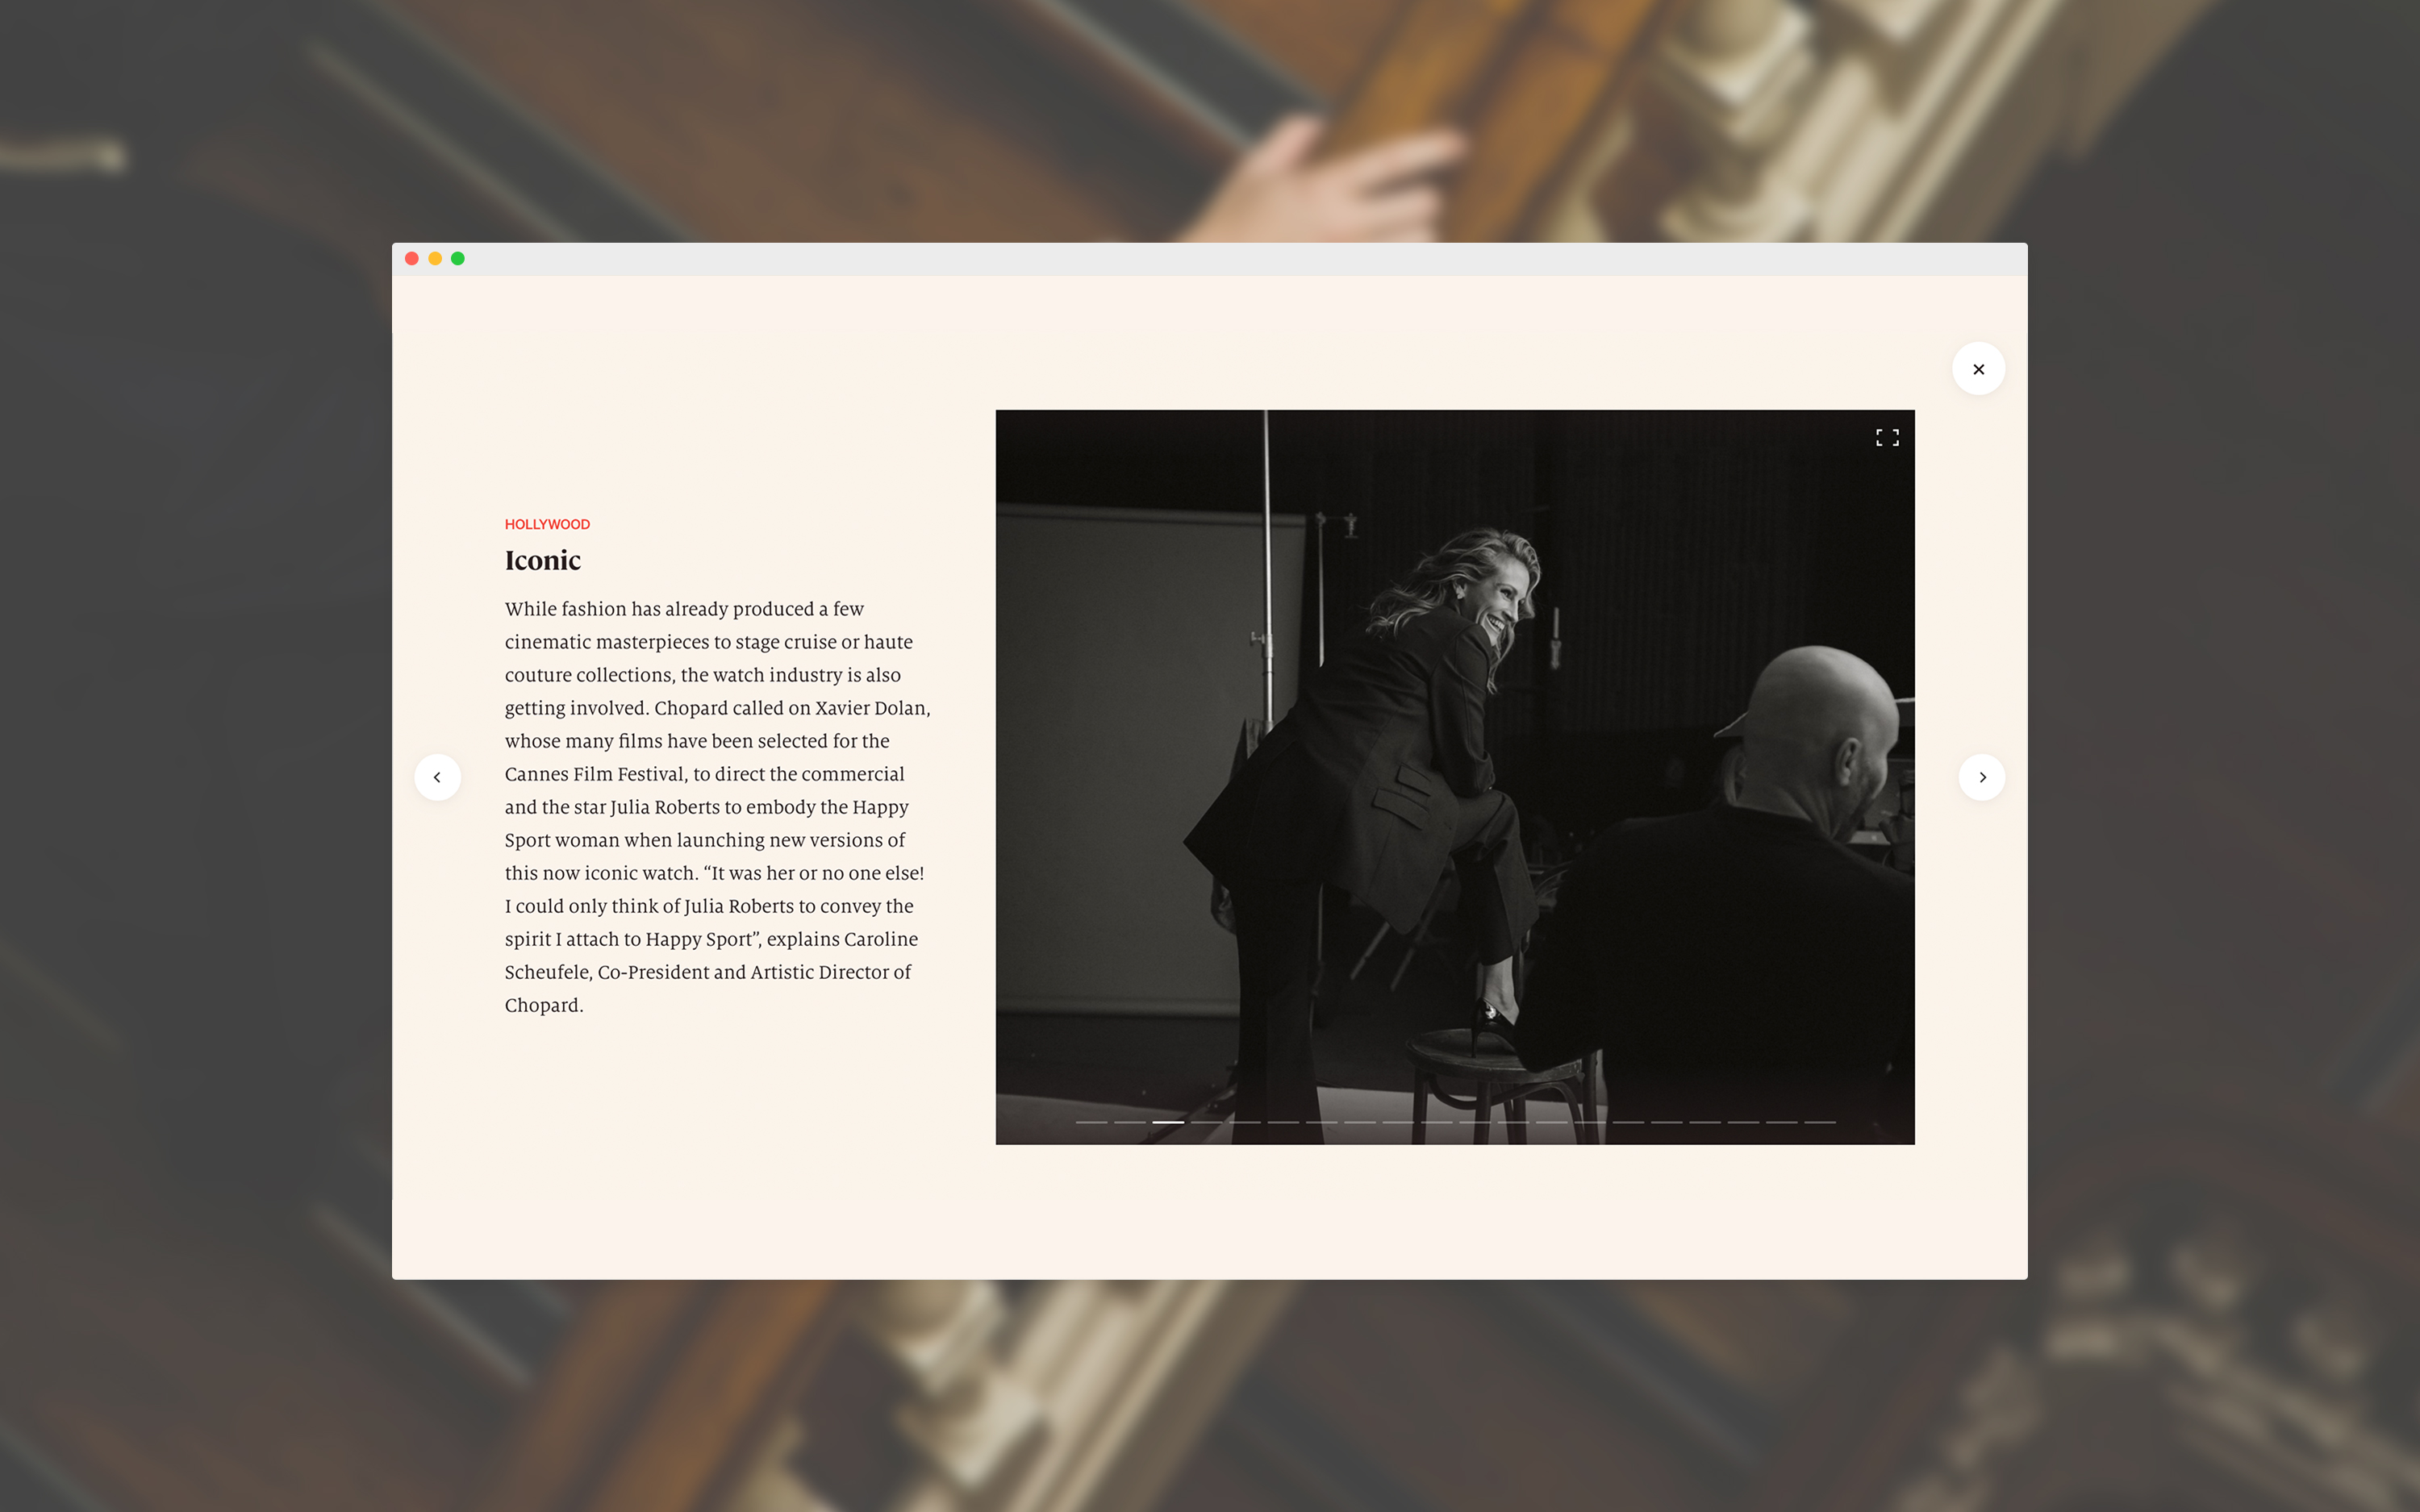 HOLLYWOOD
Iconic
While fashion has already produced a few
cinematic masterpieces to stage cruise or haute
couture collections, the watch industry is also
getting involved. Chopard called on Xavier Dolan,
whose many films have been selected for the
Cannes Film Festival, to direct the commercial
and the star Julia Roberts to embody the Happy
Sport woman when launching new versions of
this now iconic watch. “It was her or no one else!
I could only think of Julia Roberts to convey the
spirit I attach to Happy Sport”, explains Caroline
Scheufele, Co-President and Artistic Director of
Chopard.